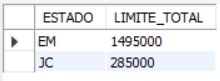 ESTADO LIMITE_TOTAL
EM 1495000
JC 285000